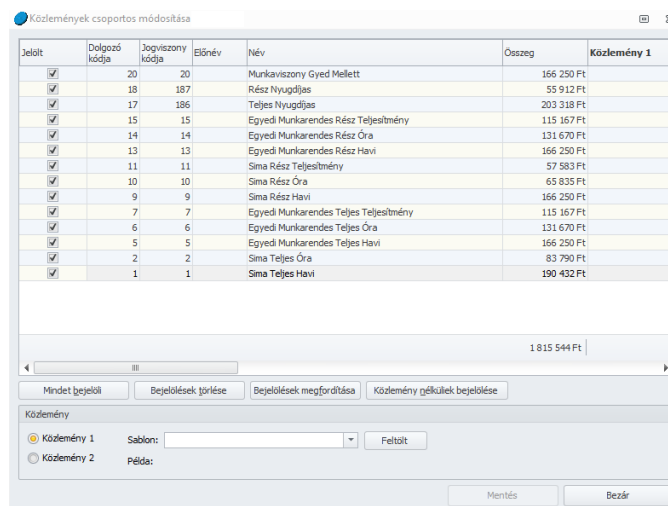 Közlemények csoportos módosítása
Jelölt Dolgozó kódja Jogviszony kódja Előnév Név Összeg Közlemény 1
20 20 Munkaviszony Gyed Mellett 166 250 Ft
18 187 Rész Nyugdíjas 55 912 Ft
17 186 Teljes Nyugdíjas 203 318 Ft
15 15 Egyedi Munkarendes Rész Teljesítmény 115 167 Ft
14 14 Egyedi Munkarendes Rész Óra 131 670 Ft
13 13 Egyedi Munkarendes Rész Havi 166 250 Ft
11 11 Sima Rész Teljesítmény 57 583 Ft
10 10 Sima Rész Óra 65 835 Ft
9 9 Sima Rész Havi 166 250 Ft
7 7 Egyedi Munkarendes Teljes Teljesítmény 115 167 Ft
6 6 Egyedi Munkarendes Teljes Óra 131 670 Ft
5 5 Egyedi Munkarendes Teljes Havi 166 250 Ft
2 2 Sima Teljes Óra 83 790 Ft
1 1 Sima Teljes Havi 190 432 Ft
1 815 544 Ft
Mindet bejelöli Bejelölések törlése Bejelölések megfordítása Közlemény nélküliek bejelölése
Közlemény
Közlemény 1 Sablon: Feltölt
Közlemény 2 Példa:
Mentés Bezár